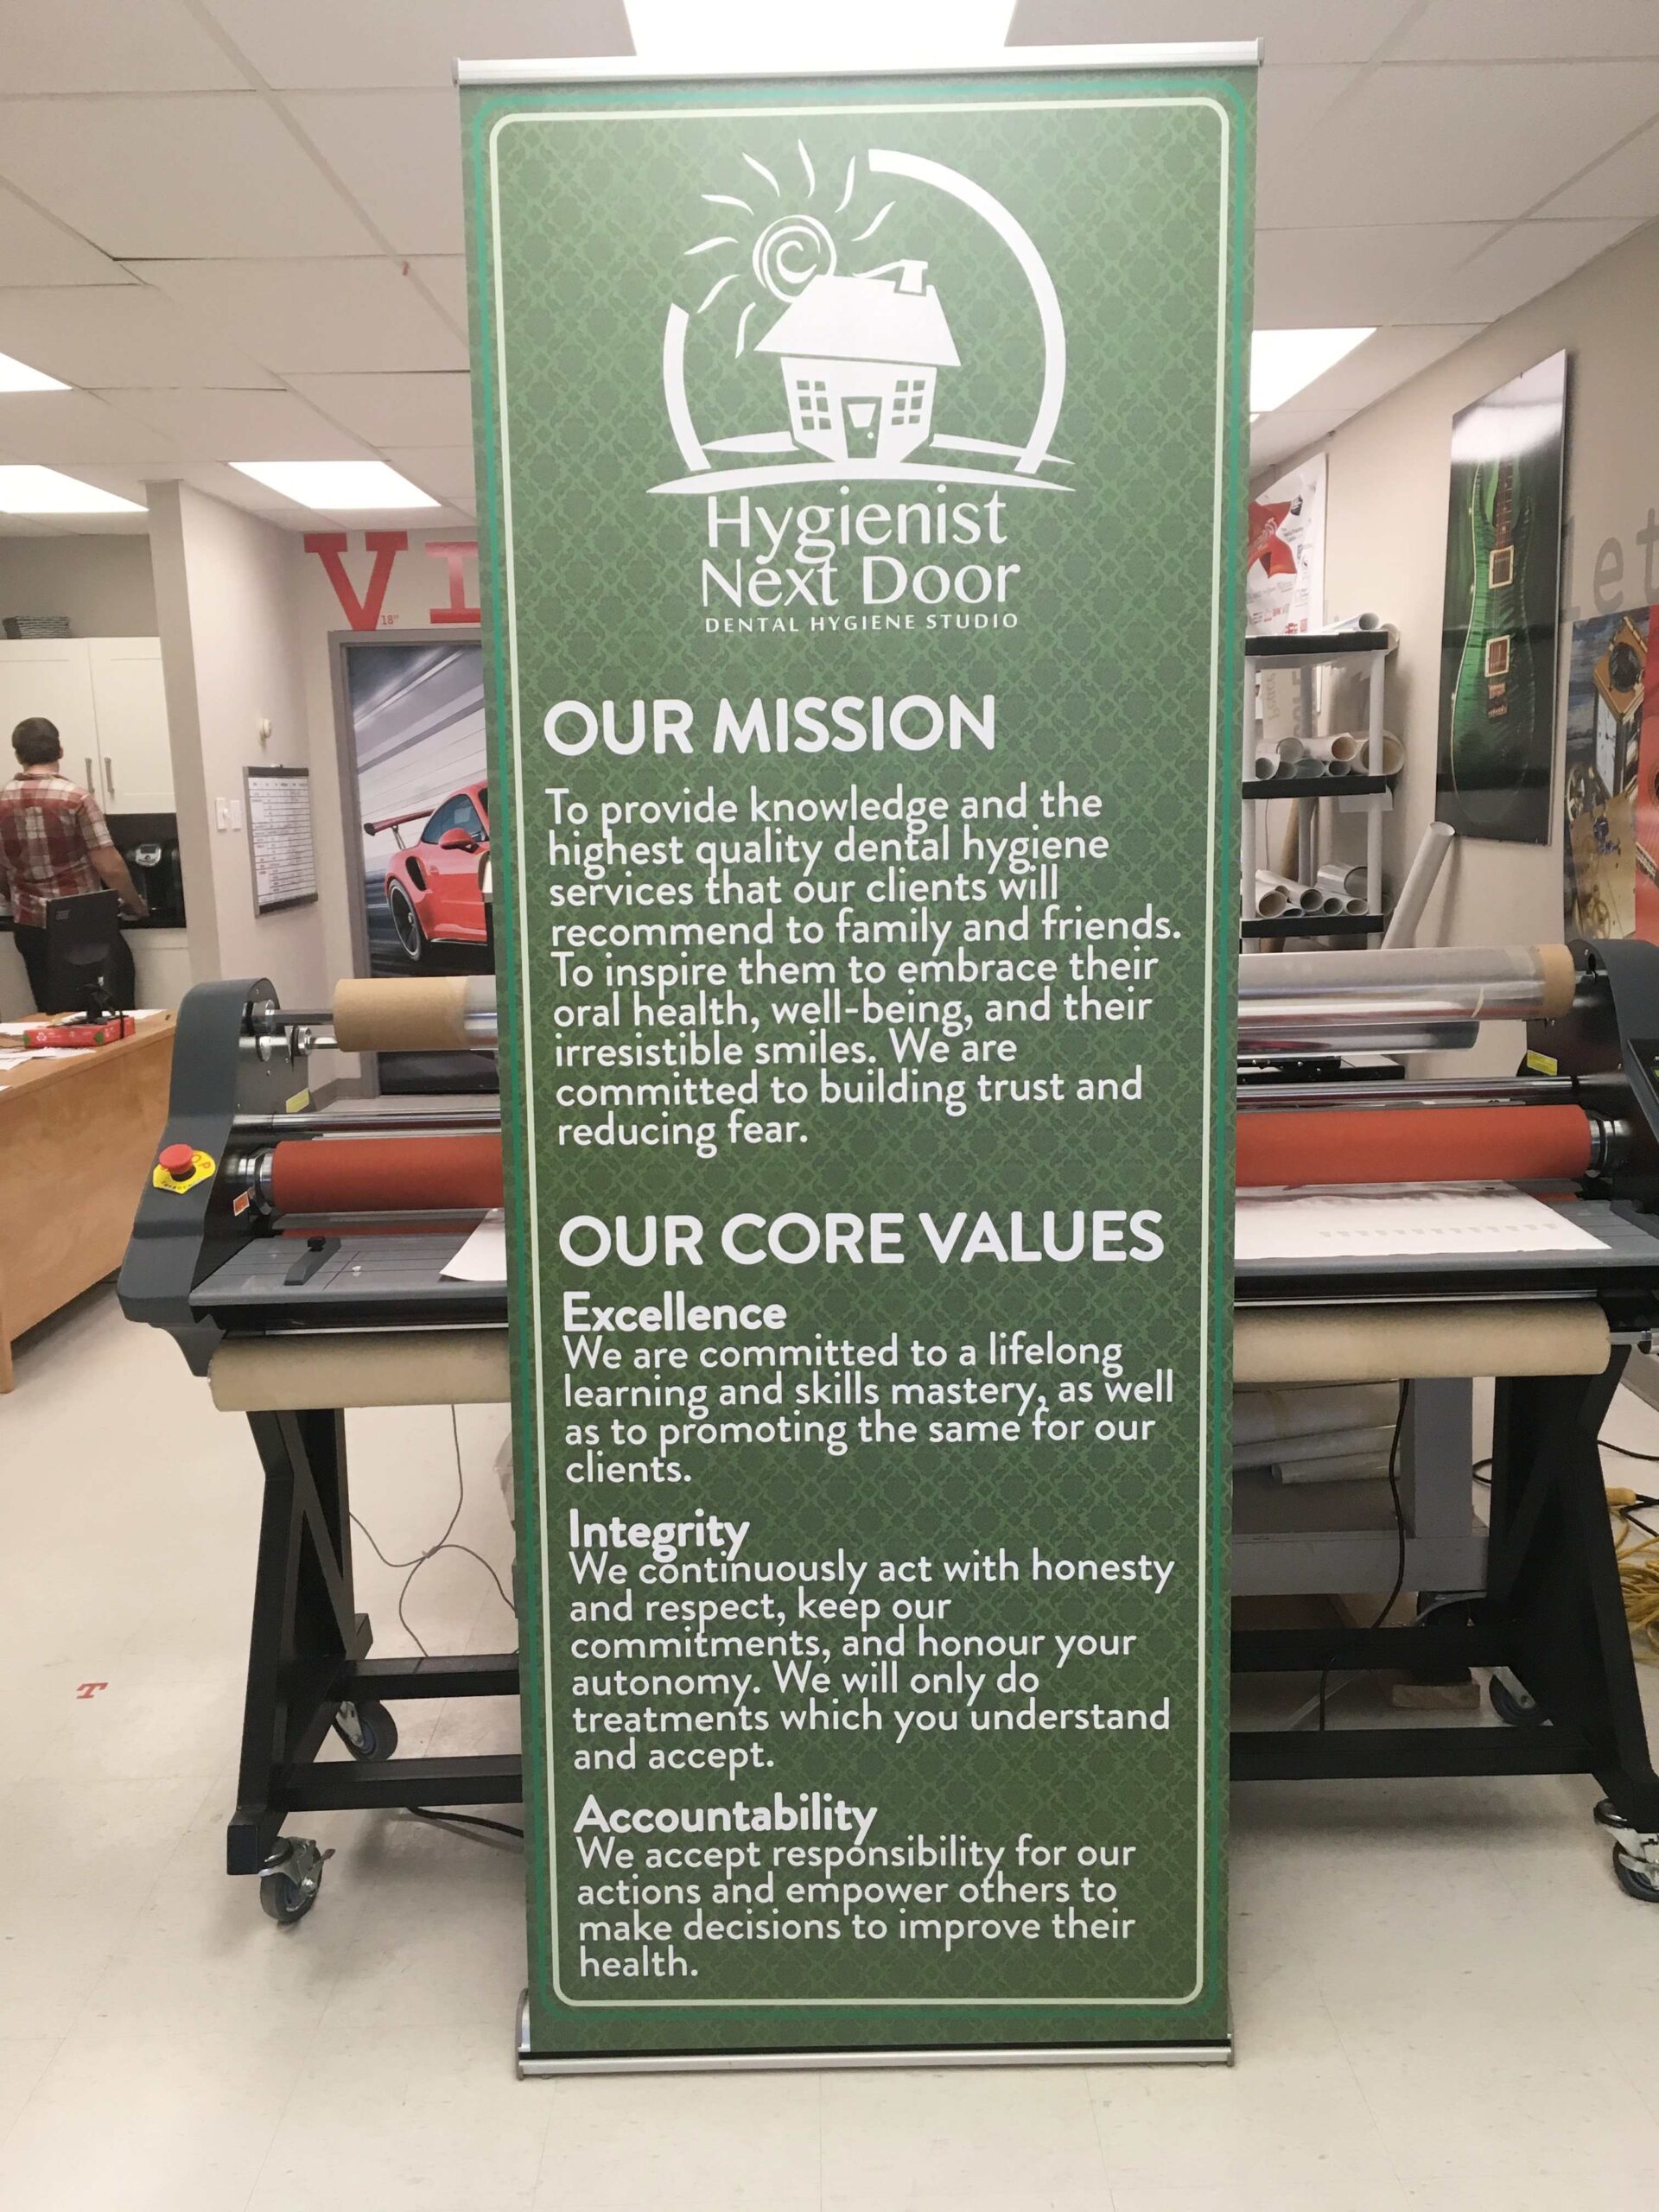 Hygienist
Next Door
DENTAL HYGIENE STUDIO
OUR MISSION
To provide knowledge and the
highest quality dental hygiene
services that our clients will
recommend to family and friends.
To inspire them to embrace their
oral health, well-being, and their
irresistible smiles. We are
committed to building trust and
reducing fear.
OUR CORE VALUES
Excellence
We are committed to a lifelong
learning and skills mastery, as well
as to promoting the same for our
clients.
Integrity
We continuously act with honesty
and respect, keep our
commitments, and honour your
autonomy. We will only do
treatments which you understand
and accept.
Accountability
We accept responsibility for our
actions and empower others to
make decisions to improve their
health.
VI
18"
let
T
acer